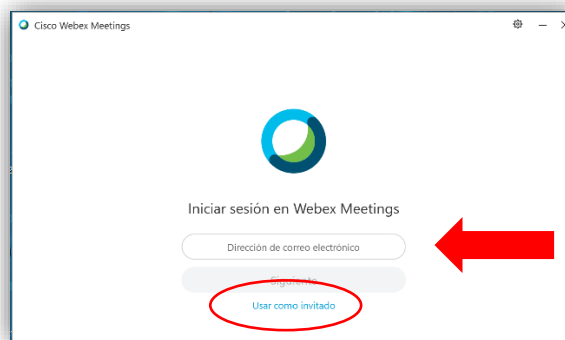 Cisco Webex Meetings
Iniciar sesión en Webex Meetings
Dirección de correo electrónico
Siguiente
Usar como invitado